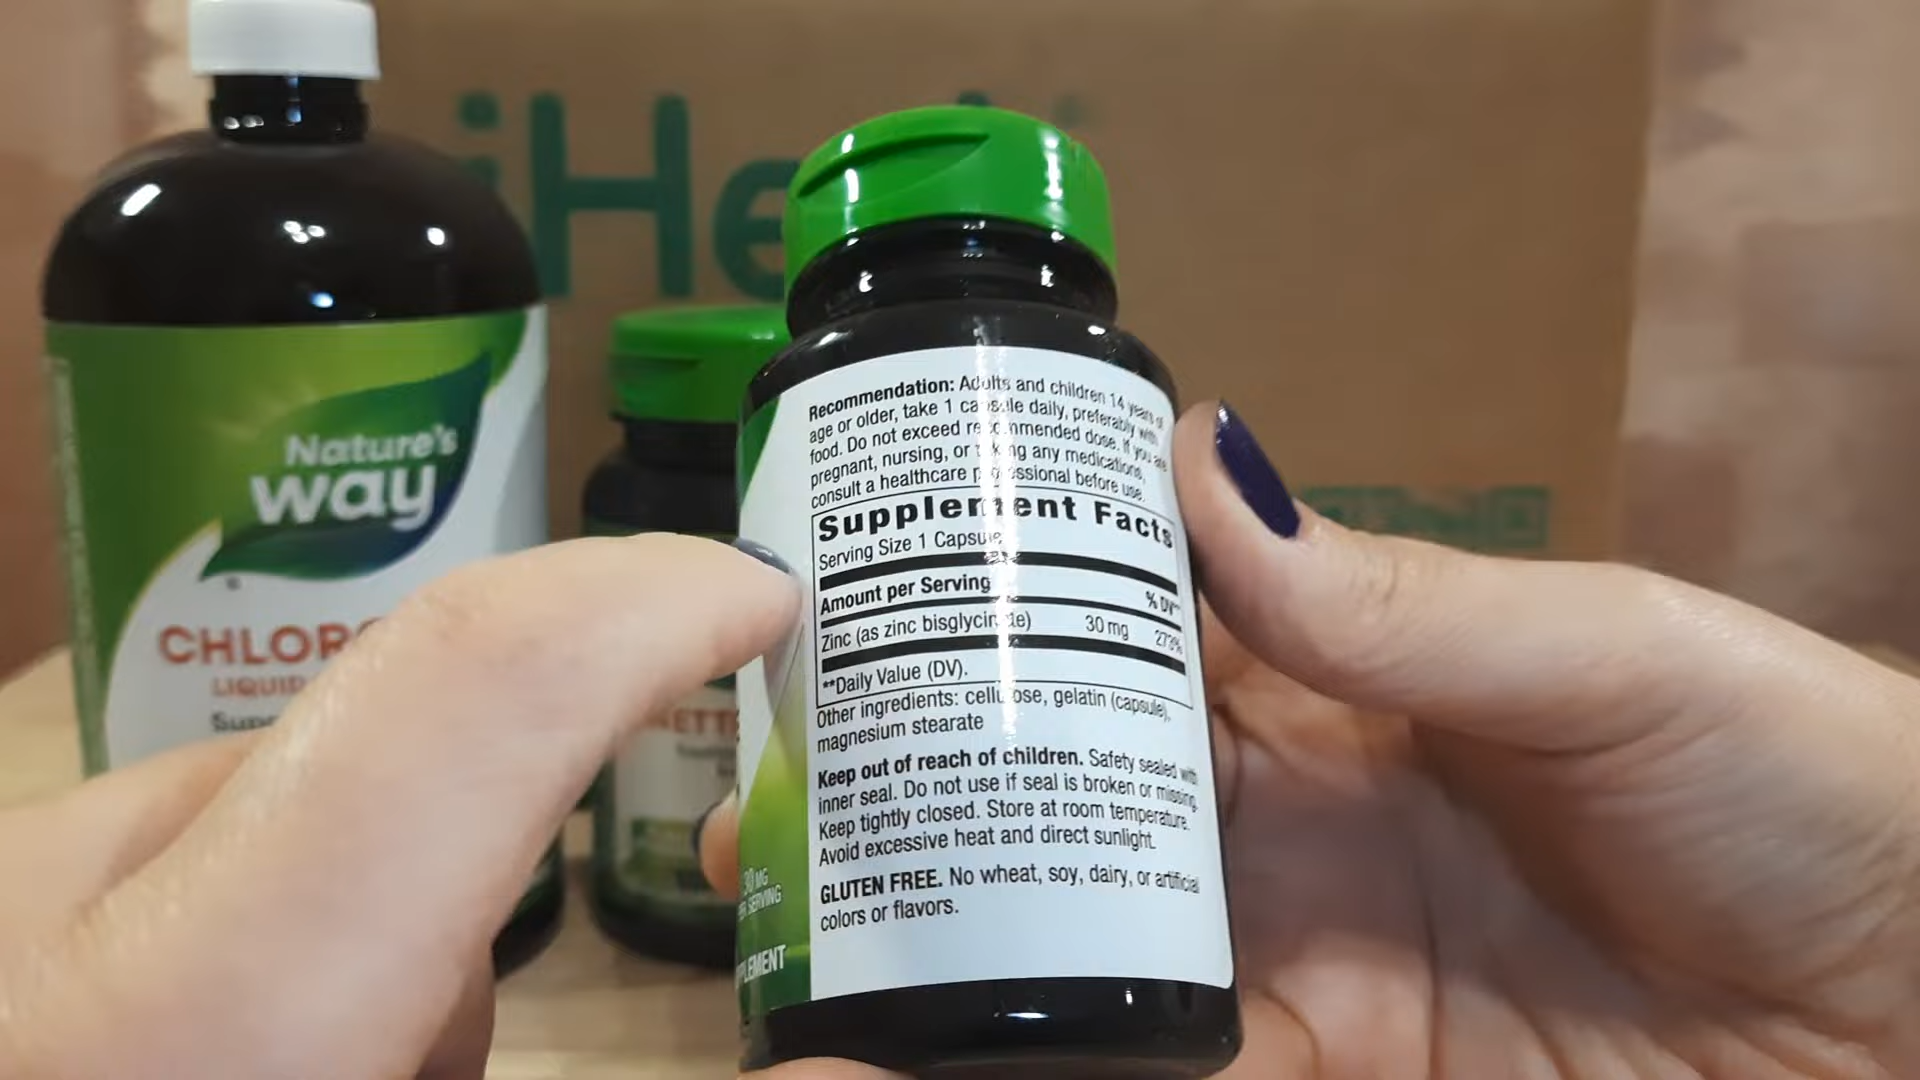 iHe
Nature's
way
CHLOR
LIQUID
NETT
Recommendation: Adults and children 14 years of
age or older, take 1 capsule daily, preferably with
food. Do not exceed recommended dose. If you are
pregnant, nursing, or taking any medications,
consult a healthcare professional before use.
Supplement Facts
Serving Size 1 Capsule
Amount per Serving % DV**
Zinc (as zinc bisglycinate) 30 mg 273%
**Daily Value (DV).
Other ingredients: cellulose, gelatin (capsule),
magnesium stearate
Keep out of reach of children. Safety sealed with
inner seal. Do not use if seal is broken or missing.
Keep tightly closed. Store at room temperature.
Avoid excessive heat and direct sunlight.
GLUTEN FREE. No wheat, soy, dairy, or artificial
colors or flavors.
30 MG
PER SERVING
PLEMENT